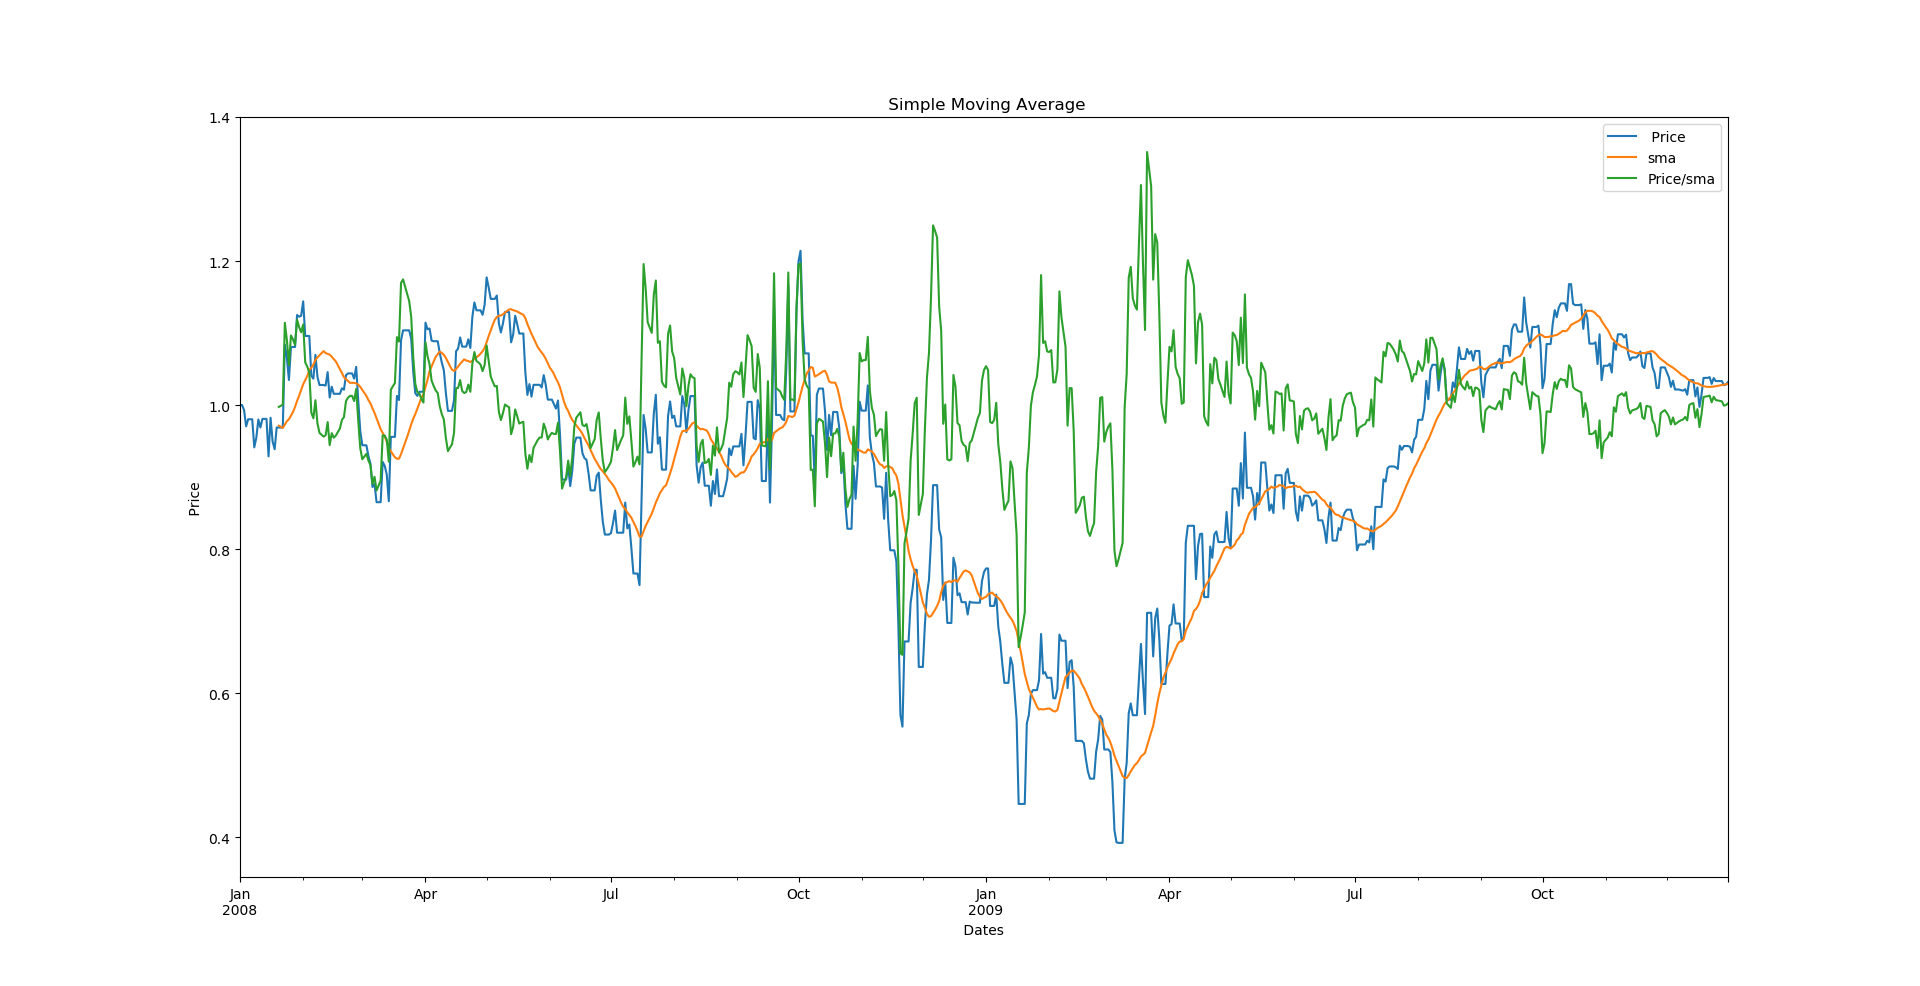 Simple Moving Average
Price
sma
Price/sma
1.4
1.2
1.0
0.8
0.6
0.4
Price
Jan
2008
Apr
Jul
Oct
Jan
2009
Apr
Jul
Oct
Dates